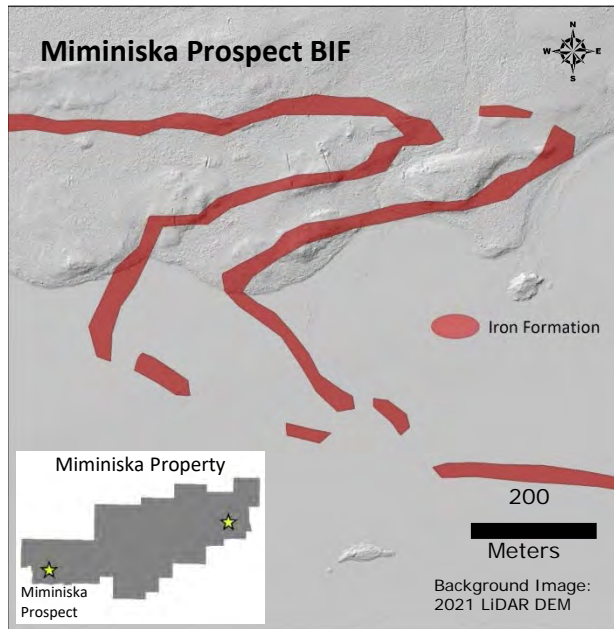 Miminiska Prospect BIF
N
W E
S
Iron Formation
Miminiska Property
Miminiska
Prospect
200
Meters
Background Image:
2021 LiDAR DEM